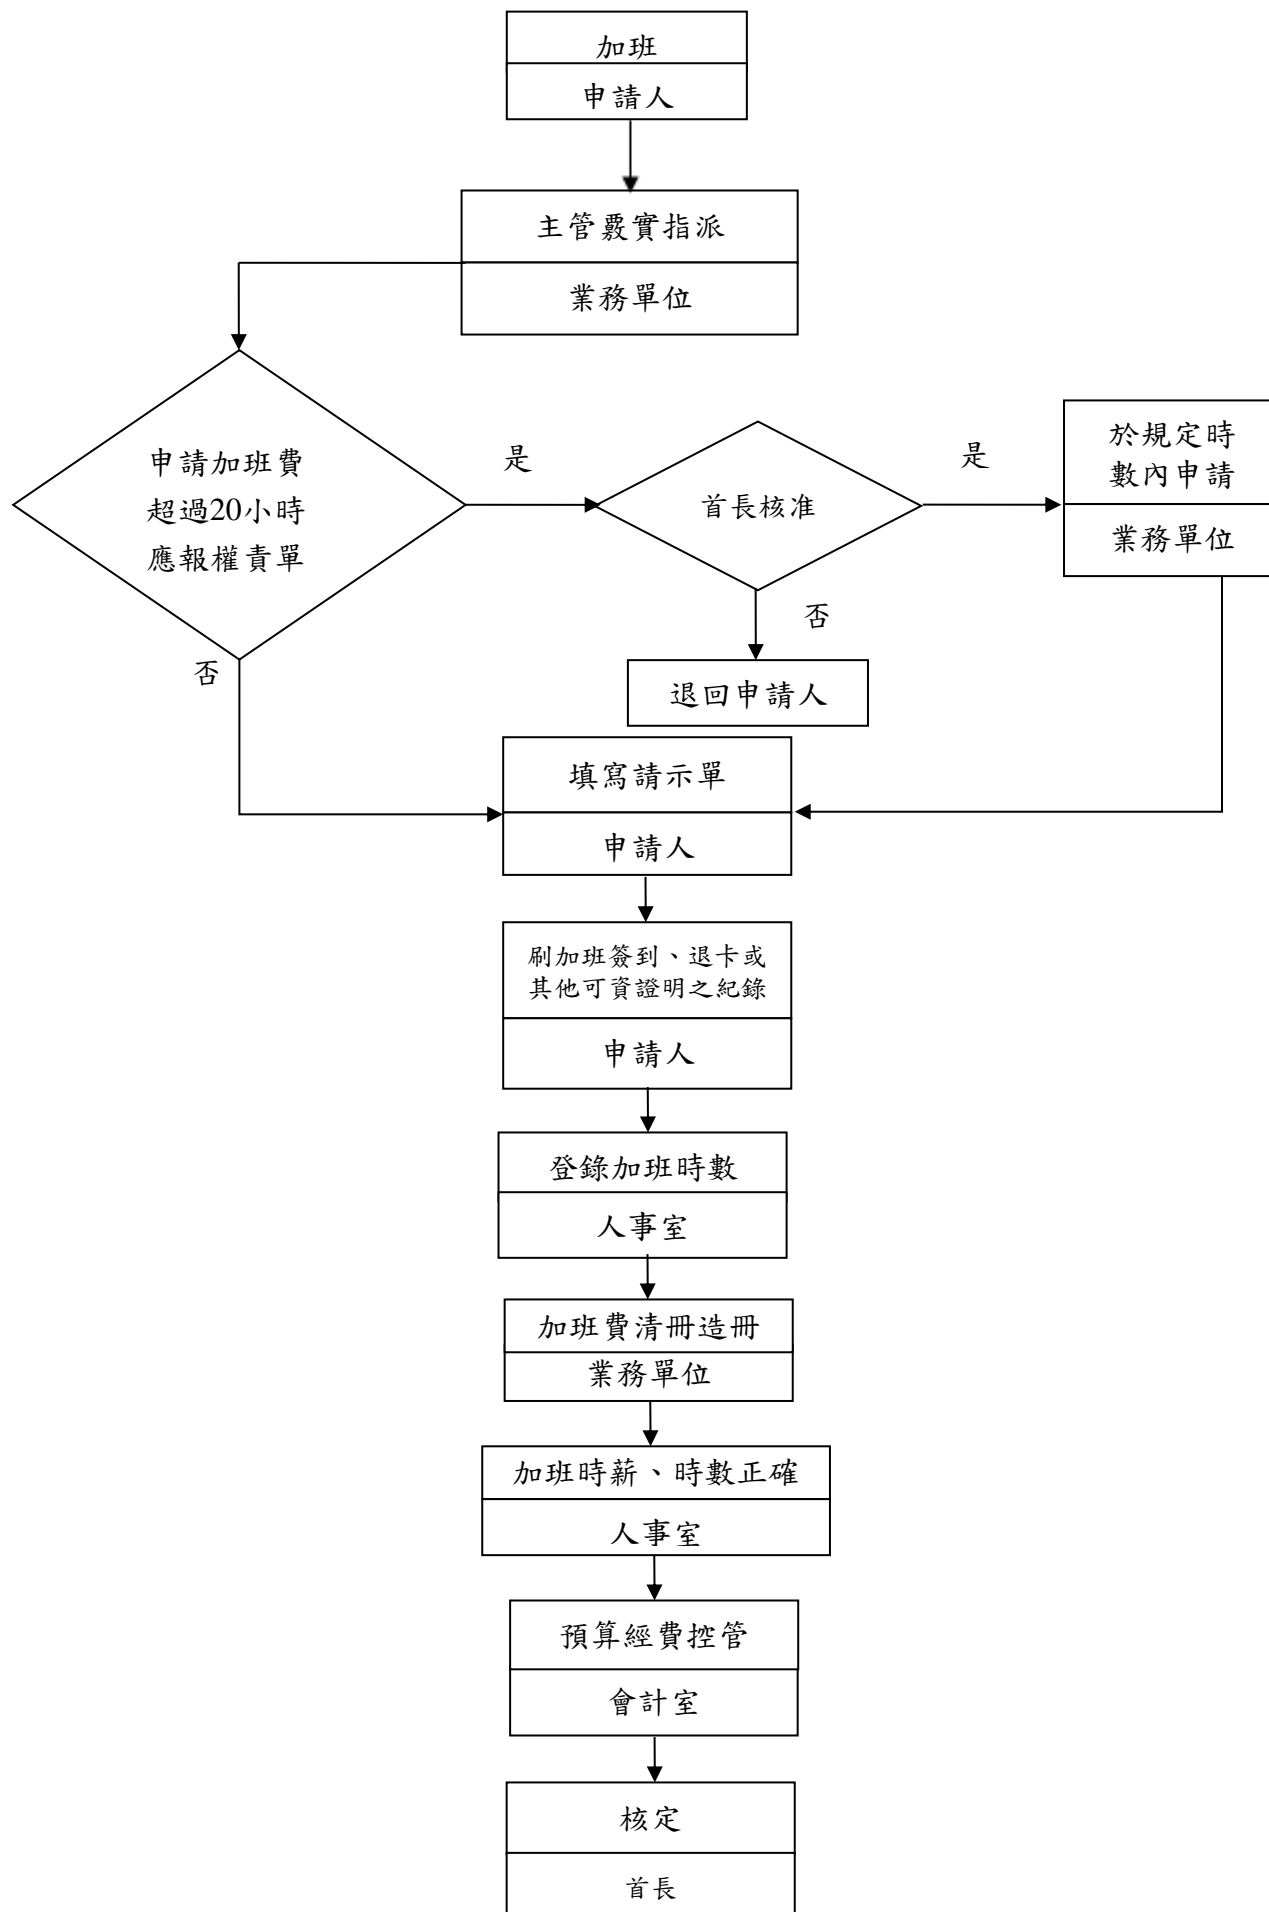 加班
申請人
主管覈實指派
業務單位
申請加班費
超過20小時
應報權責單
是
首長核准
是
於規定時
數內申請
業務單位
否
否
退回申請人
填寫請示單
申請人
刷加班簽到、退卡或
其他可資證明之紀錄
申請人
登錄加班時數
人事室
加班費清冊造冊
業務單位
加班時薪、時數正確
人事室
預算經費控管
會計室
核定
首長